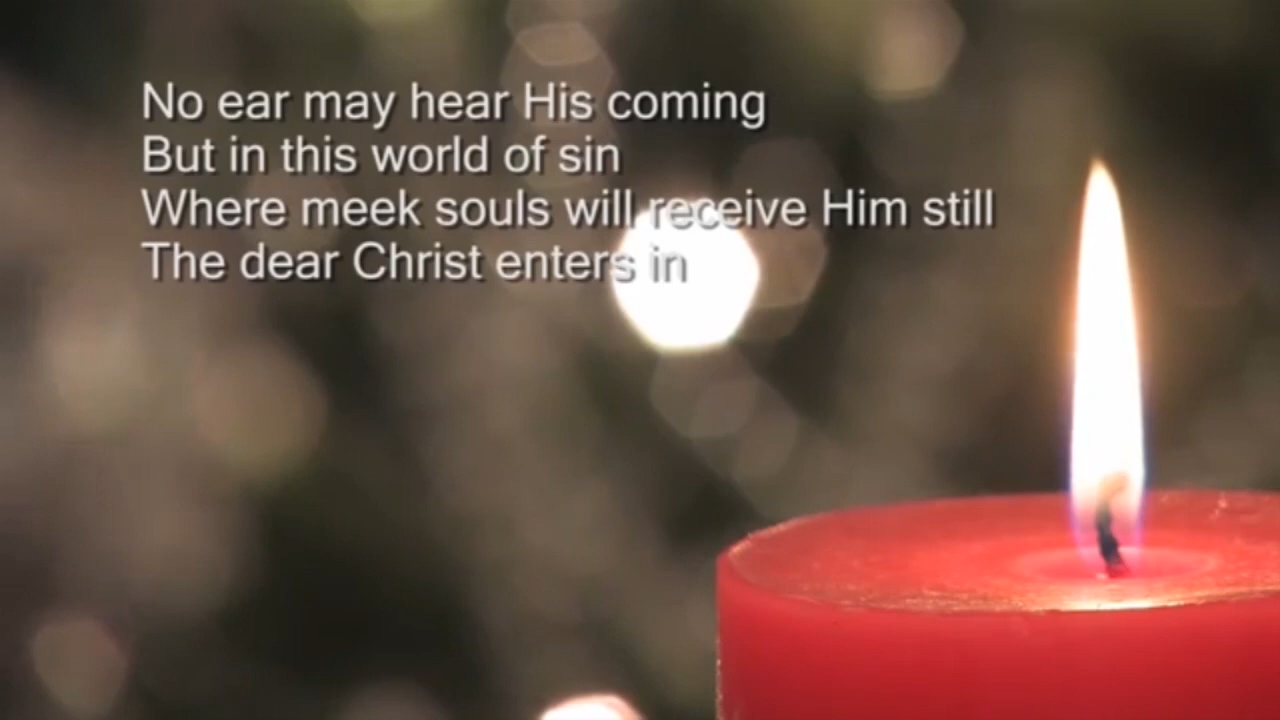 No ear may hear His coming
But in this world of sin
Where meek souls will receive Him still
The dear Christ enters in